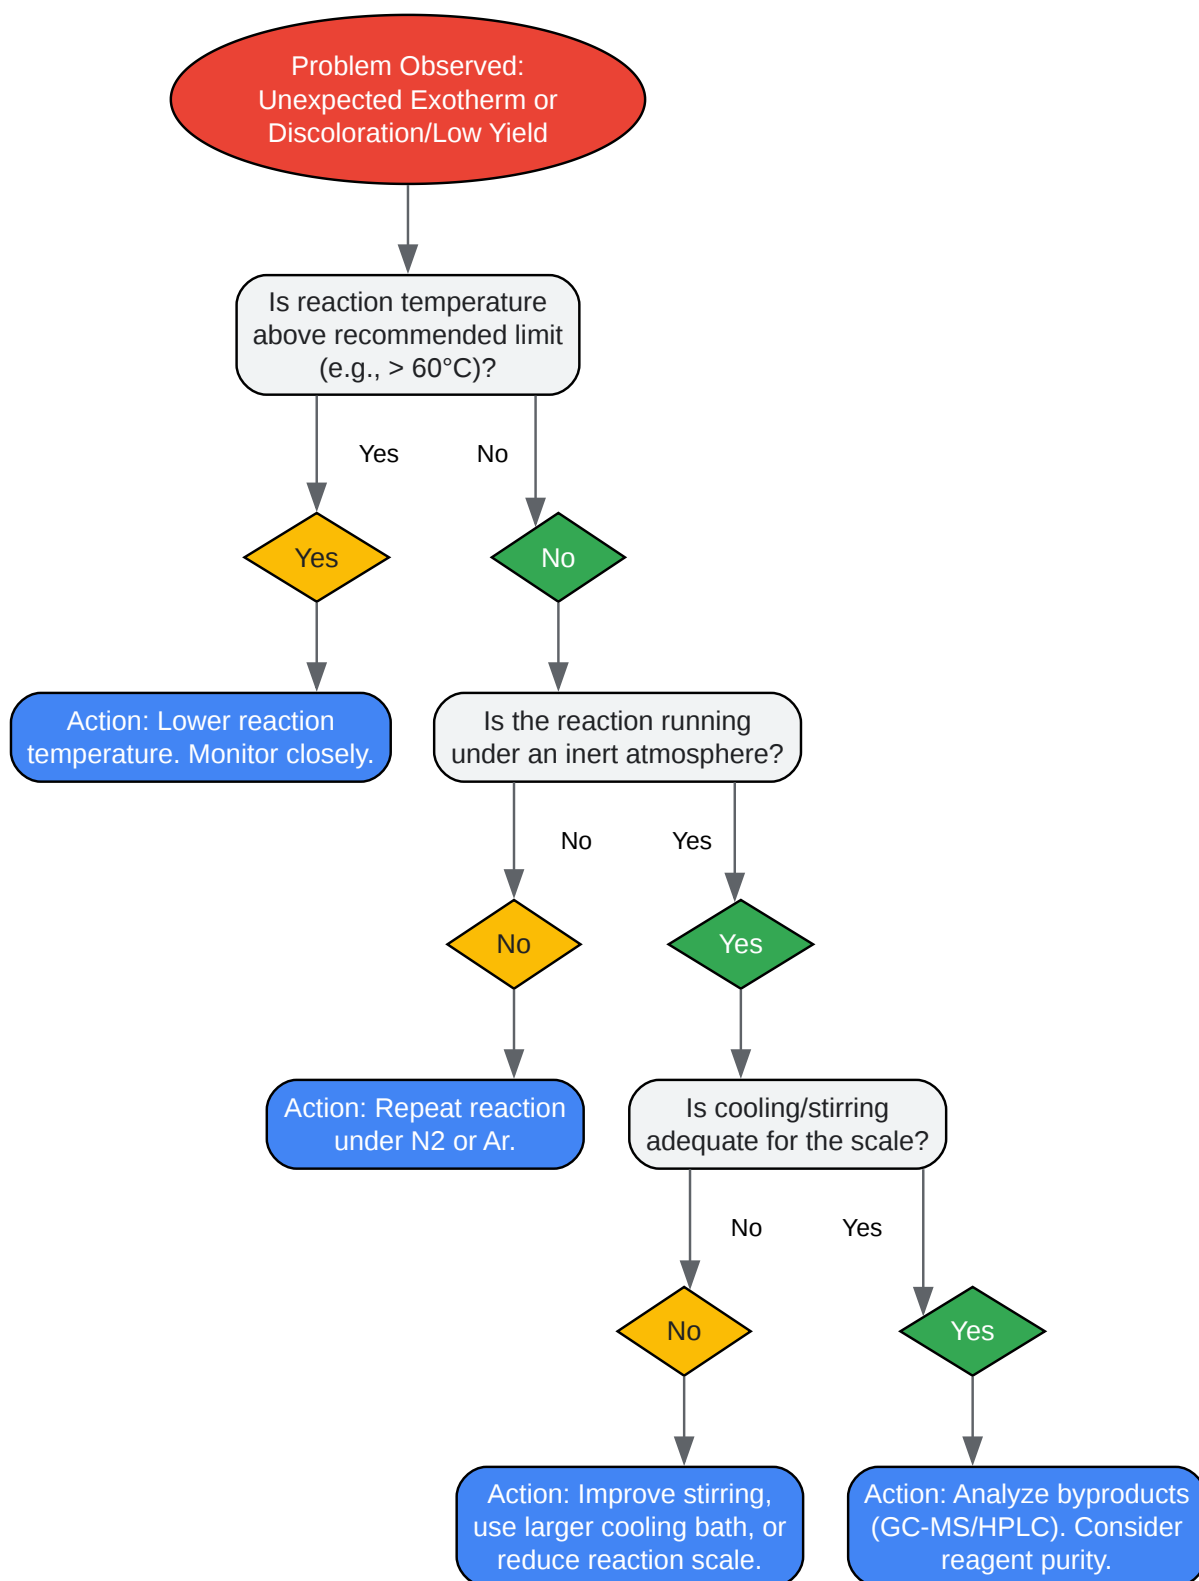 Problem Observed:
Unexpected Exotherm or
Discoloration/Low Yield
Is reaction temperature
above recommended limit
(e.g., > 60°C)?
Yes
No
Yes
No
Action: Lower reaction
temperature. Monitor closely.
Is the reaction running
under an inert atmosphere?
No
Yes
No
Yes
Action: Repeat reaction
under N2 or Ar.
Is cooling/stirring
adequate for the scale?
No
Yes
No
Yes
Action: Improve stirring,
use larger cooling bath, or
reduce reaction scale.
Action: Analyze byproducts
(GC-MS/HPLC). Consider
reagent purity.